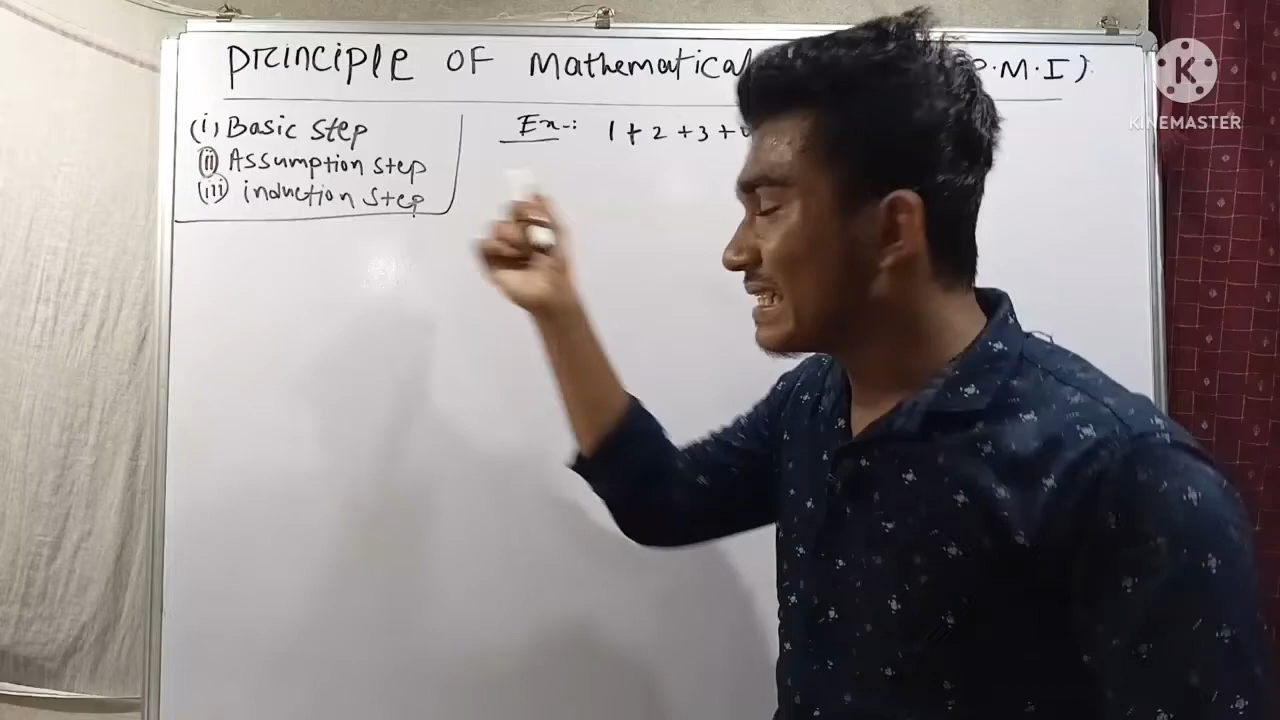 Principle OF Mathematical P.M.I)
(i) Basic step
Ex-: 1 + 2 + 3 +
(ii) Assumption step
(iii) induction step
K
KINEMASTER